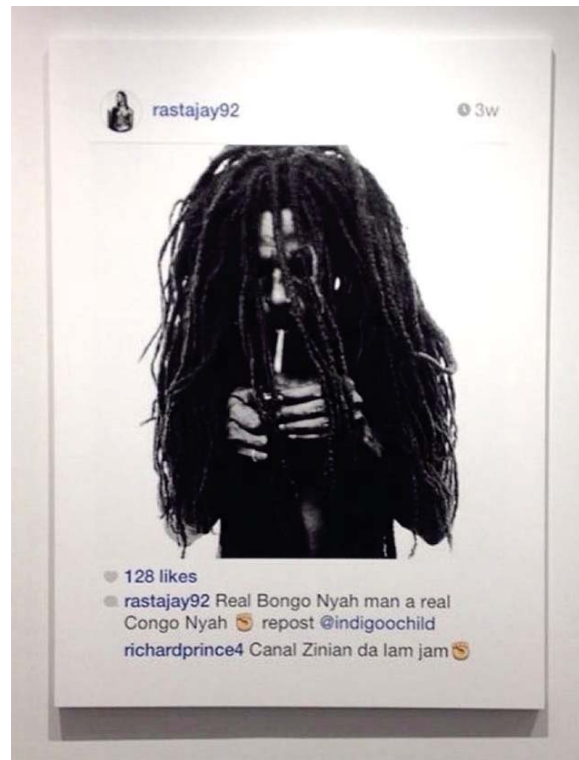 rastajay92 3w
128 likes
rastajay92 Real Bongo Nyah man a real
Congo Nyah ✊ repost @indigoochild
richardprince4 Canal Zinian da lam jam✊